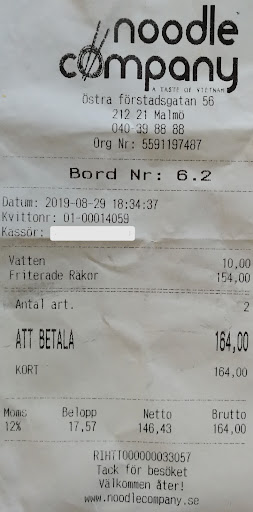 noodle
company
A TASTE OF VIETNAM
Östra förstadsgatan 56
212 21 Malmö
040-39 88 88
Org Nr: 5591197487
Bord Nr: 6.2
Datum: 2019-08-29 18:34:37
Kvittonr: 01-00014059
Kassör:
Vatten 10,00
Friterade Räkor 154,00
Antal art. 2
ATT BETALA 164,00
KORT 164,00
Moms Belopp Netto Brutto
12% 17,57 146,43 164,00
RIHTT000000033057
Tack för besöket
Välkommen åter!
www.noodlecompany.se